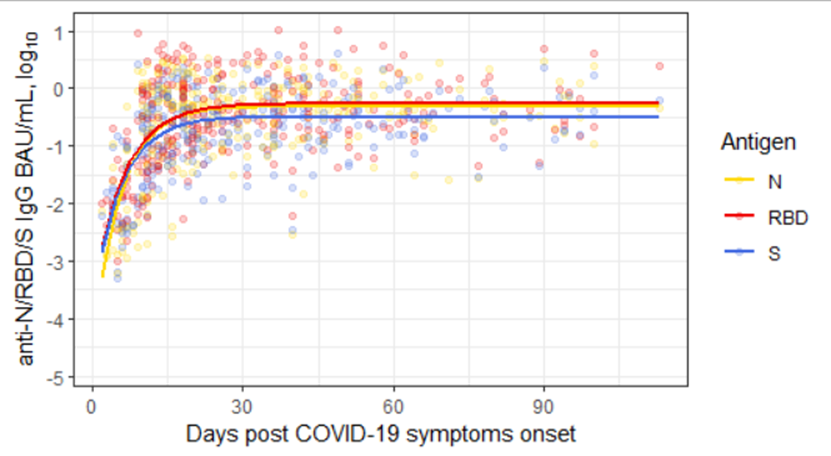 anti-N/RBD/S IgG BAU/mL, log₁₀
1
0
-1
-2
-3
-4
-5
0 30 60 90
Days post COVID-19 symptoms onset
Antigen
N
RBD
S